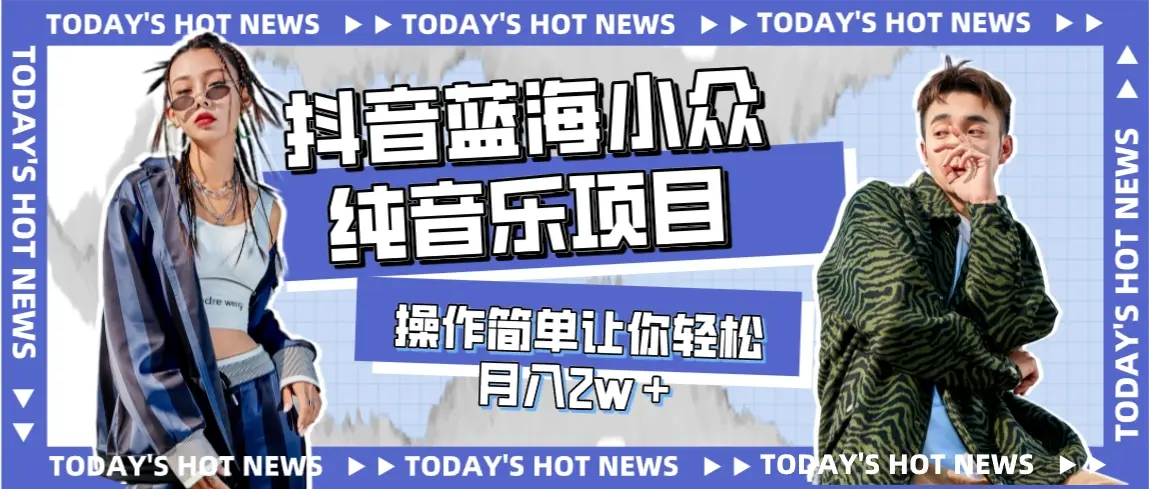 TODAY'S HOT NEWS ▶▶ TODAY'S HOT NEWS ▶▶ TODAY'S HOT NEWS ▶▶
TODAY'S HOT NEWS ▶▶
抖音蓝海小众
纯音乐项目
操作简单让你轻松
月入2w+
dre wery
TODAY'S HOT NEWS ▶▶
TODAY'S HOT NEWS ▶▶ TODAY'S HOT NEWS ▶▶ TODAY'S HOT NEWS ▶▶